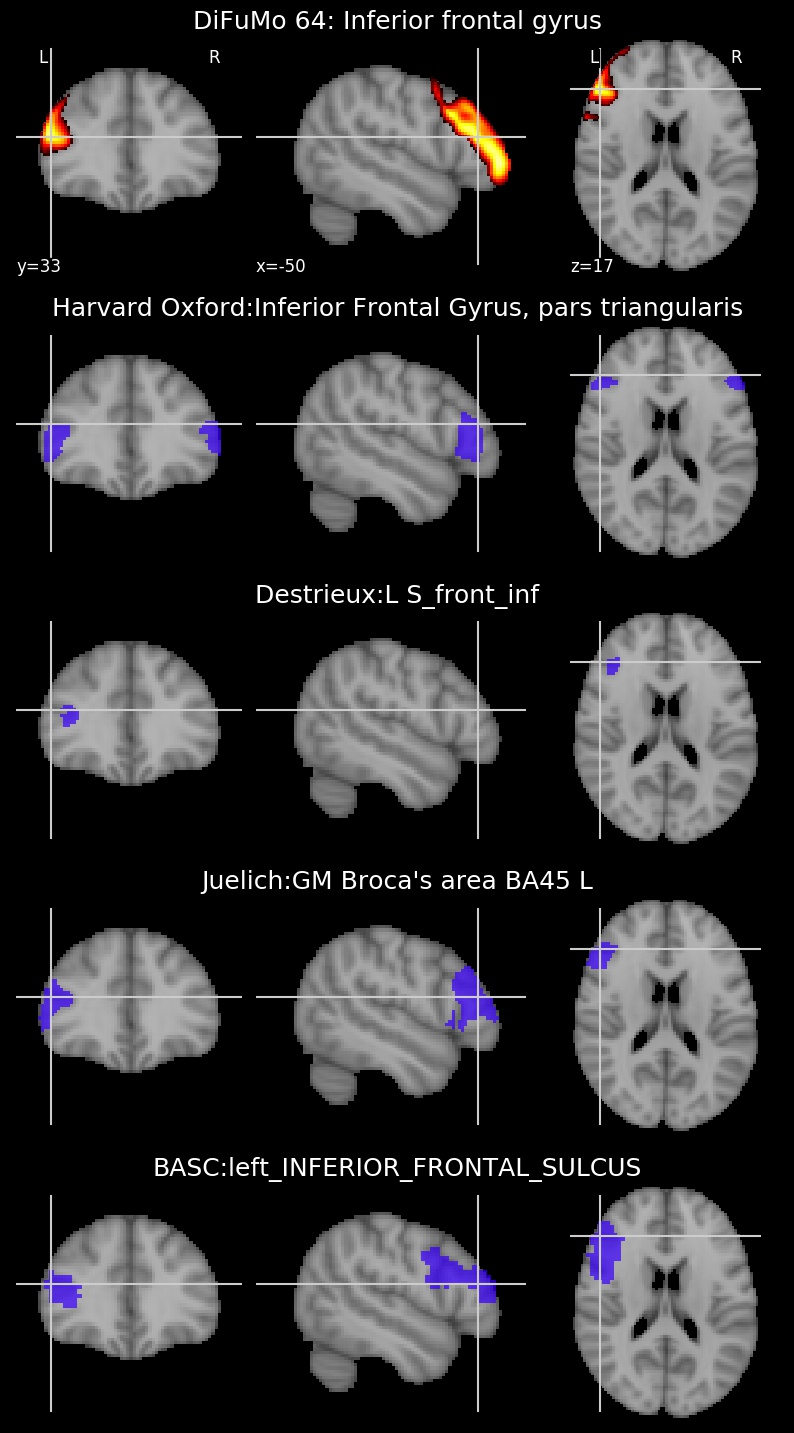 DiFuMo 64: Inferior frontal gyrus
L R L R
y=33 x=-50 z=17
Harvard Oxford:Inferior Frontal Gyrus, pars triangularis
Destrieux:L S_front_inf
Juelich:GM Broca's area BA45 L
BASC:left_INFERIOR_FRONTAL_SULCUS